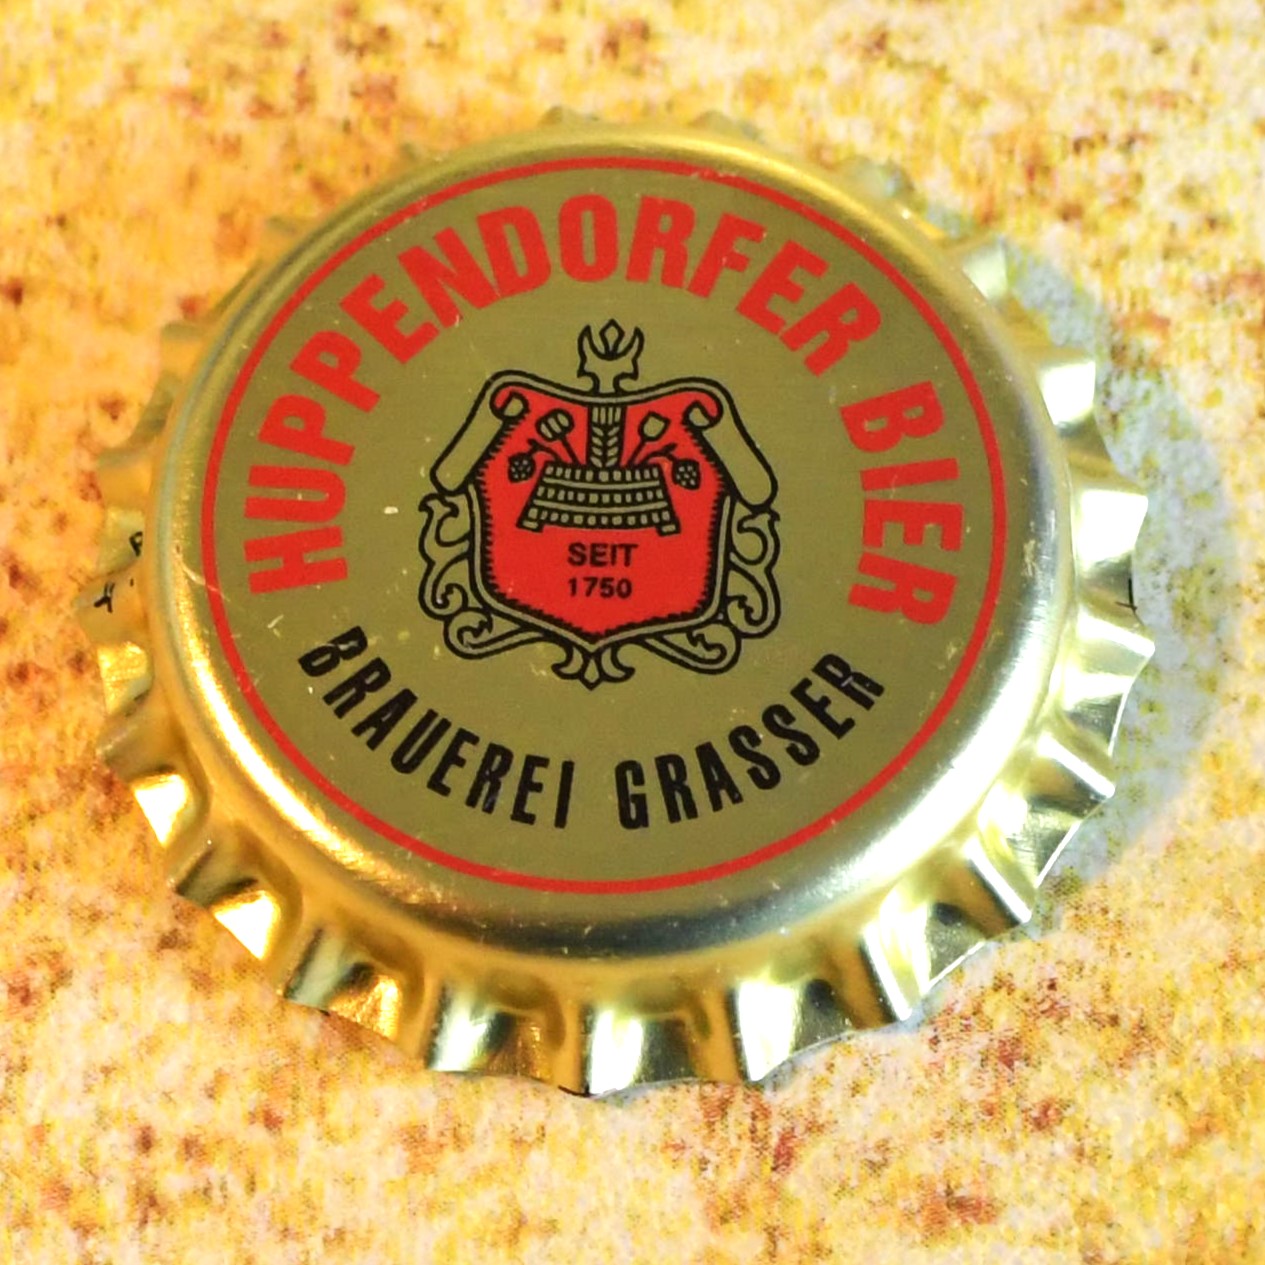 HUPPENDORFER BIER
SEIT
1750
BRAUEREI GRASSER